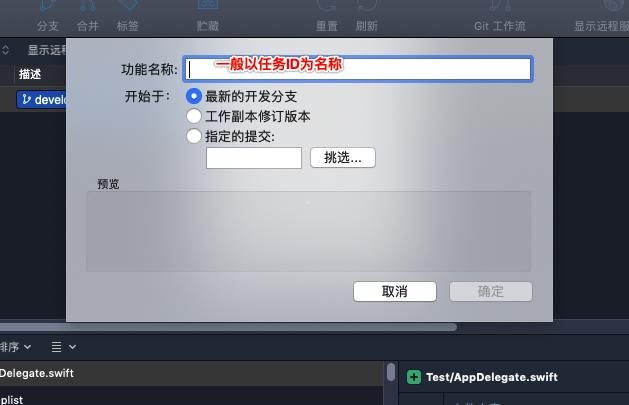 分支 合并 标签 贮藏 重置 刷新 Git 工作流 显示远程服
显示远程
描述
develo
功能名称: 一般以任务ID为名称
开始于: 最新的开发分支
工作副本修订版本
指定的提交:
挑选...
预览
取消 确定
排序
Delegate.swift
Test/AppDelegate.swift
plist